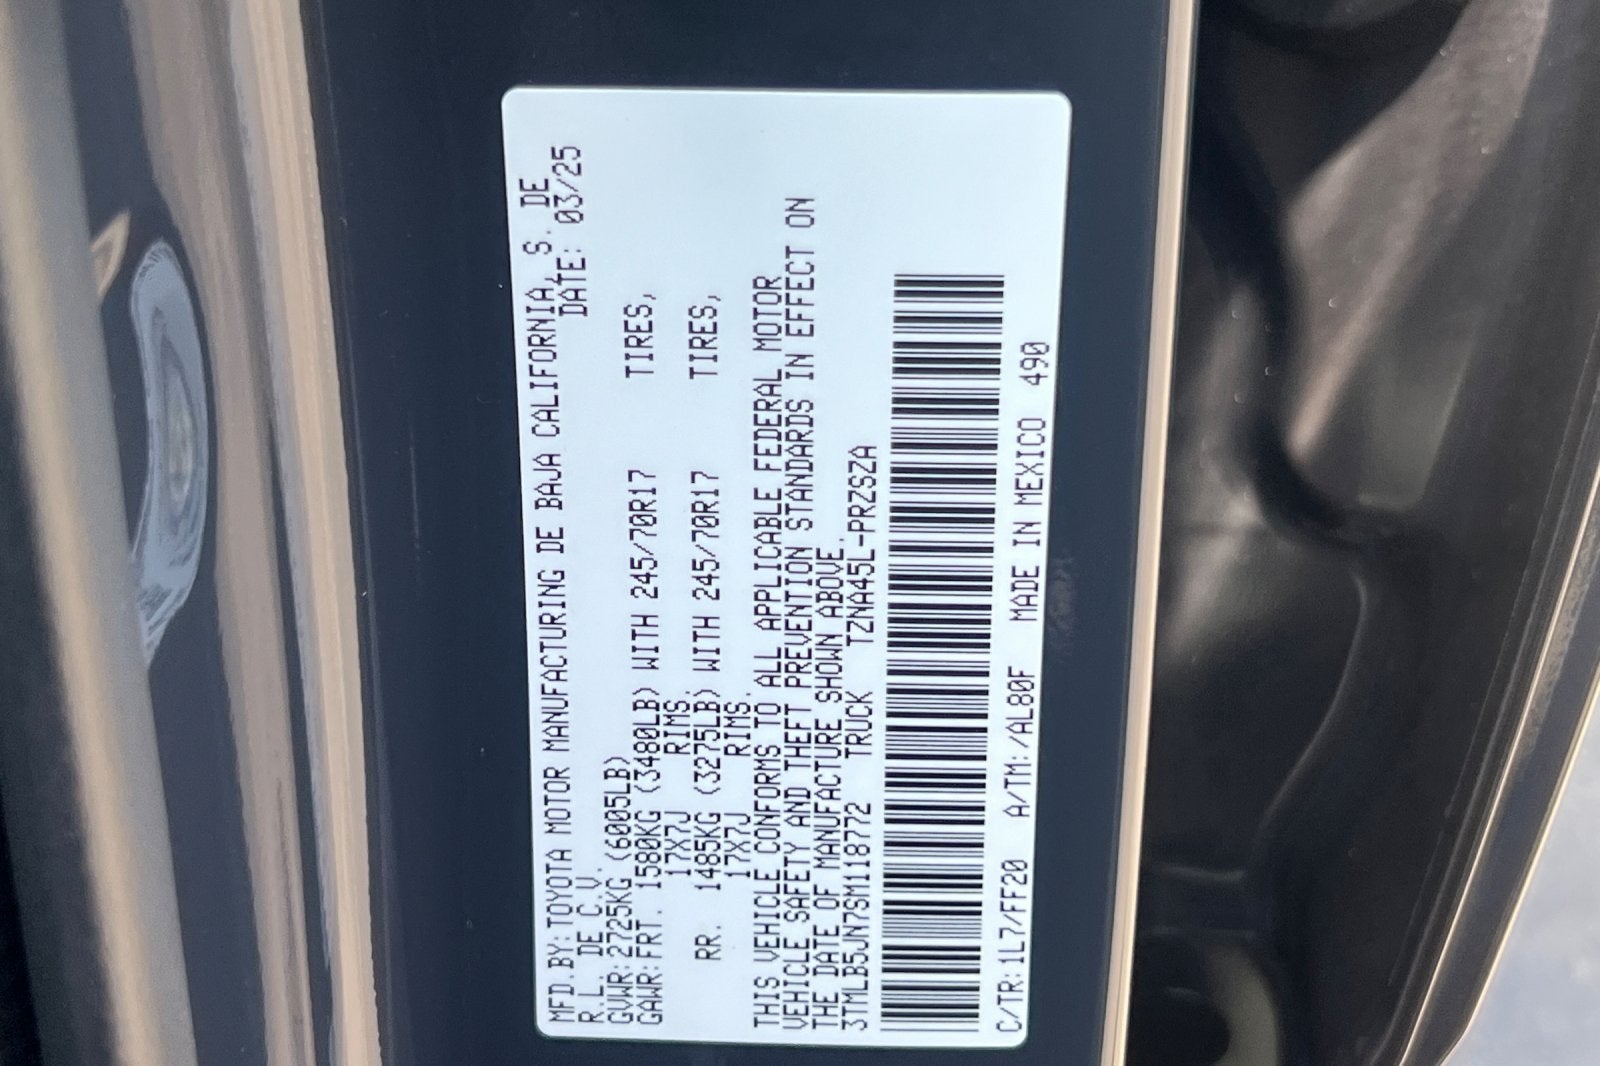 MFD.BY:TOYOTA MOTOR MANUFACTURING DE BAJA CALIFORNIA, S. DE
R.L. DE C.V. DATE: 03/25
GVWR:2725KG (6005LB)
GAWR:FRT. 1580KG (3480LB) WITH 245/70R17 TIRES,
17X7J RIMS.
RR. 1485KG (3275LB) WITH 245/70R17 TIRES,
17X7J RIMS.
THIS VEHICLE CONFORMS TO ALL APPLICABLE FEDERAL MOTOR
VEHICLE SAFETY AND THEFT PREVENTION STANDARDS IN EFFECT ON
THE DATE OF MANUFACTURE SHOWN ABOVE.
3TMLB5JN7SM118772 TRUCK TZNA45L-PRZSZA
C/TR:1L7/FF20 A/TM:/AL80F MADE IN MEXICO 490